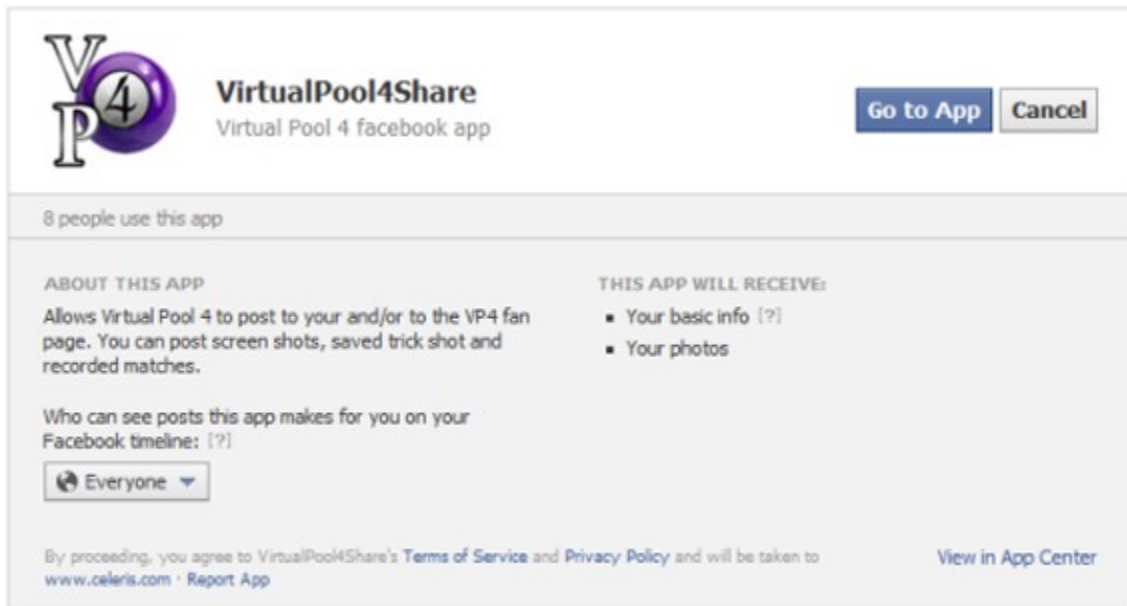 VP4
VirtualPool4Share
Virtual Pool 4 facebook app
Go to App
Cancel
8 people use this app
ABOUT THIS APP
Allows Virtual Pool 4 to post to your and/or to the VP4 fan
page. You can post screen shots, saved trick shot and
recorded matches.
Who can see posts this app makes for you on your
Facebook timeline: [?]
Everyone
THIS APP WILL RECEIVE:
Your basic info [?]
Your photos
By proceeding, you agree to VirtualPool4Share's Terms of Service and Privacy Policy and will be taken to
www.celeris.com · Report App
View in App Center